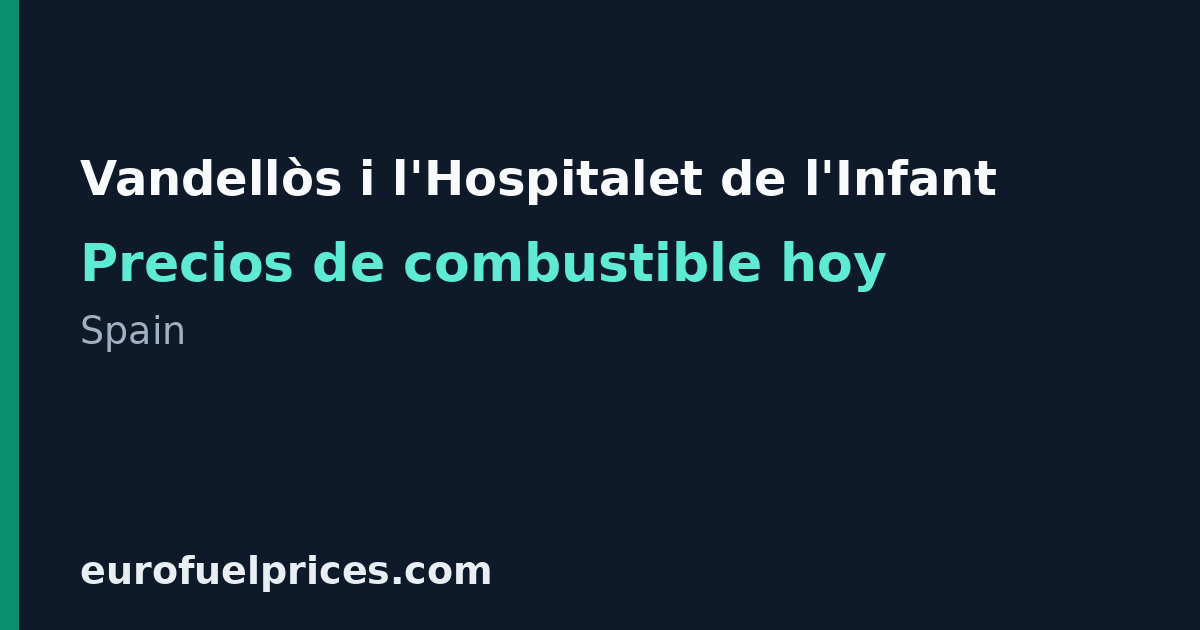 Vandellòs i l'Hospitalet de l'Infant
Precios de combustible hoy
Spain
eurofuelprices.com